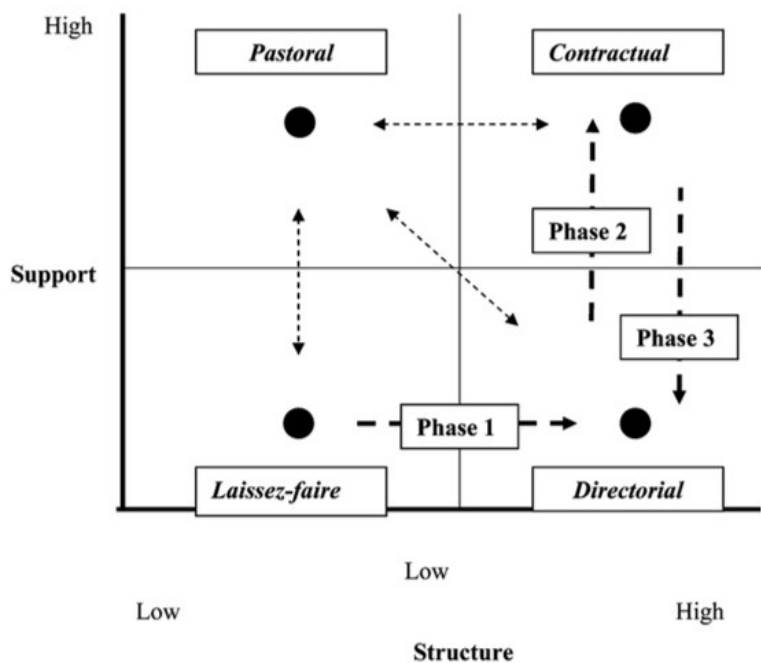 High
Pastoral
Contractual
Phase 2
Support
Phase 3
Phase 1
Laissez-faire
Directorial
Low
Low
High
Structure